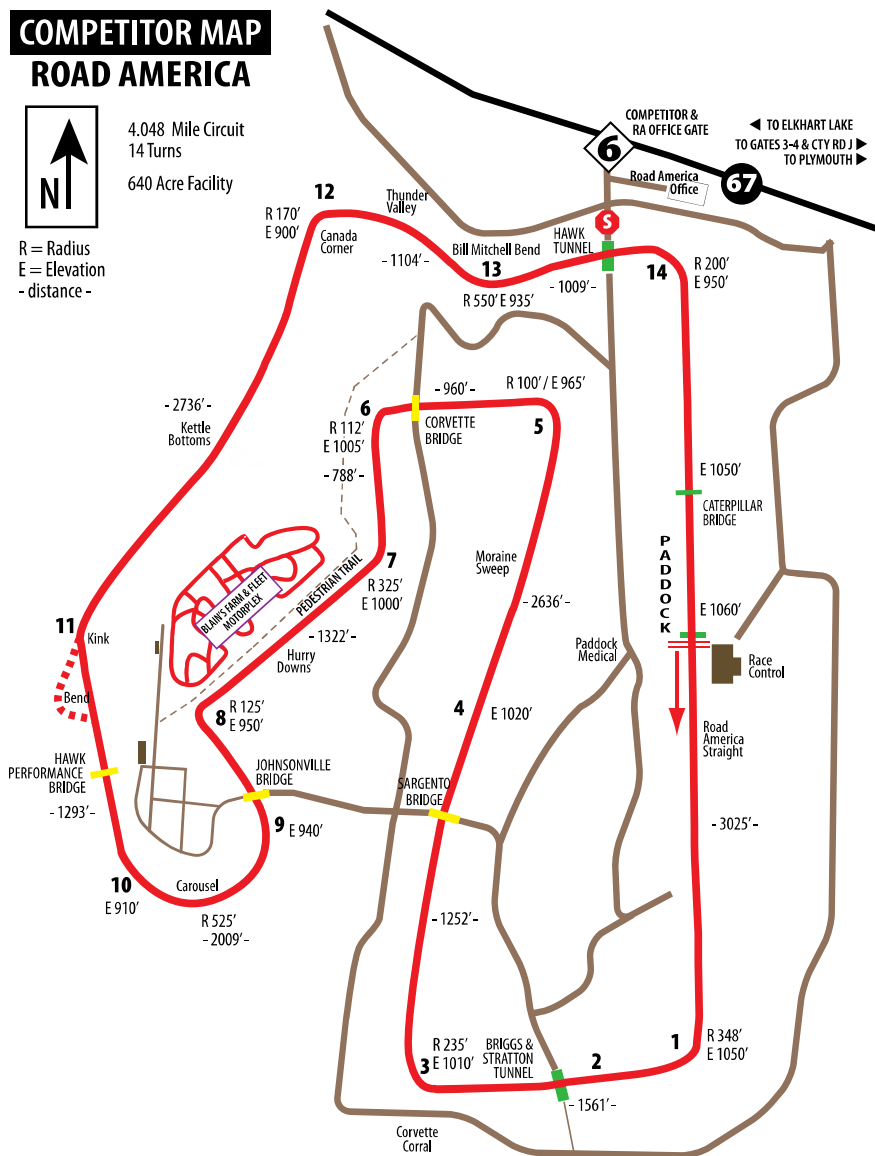 COMPETITOR MAP
ROAD AMERICA
N
4.048 Mile Circuit
14 Turns
640 Acre Facility
R = Radius
E = Elevation
- distance -
COMPETITOR &
RA OFFICE GATE
6
◄ TO ELKHART LAKE
TO GATES 3-4 & CTY RD J ►
TO PLYMOUTH ►
67
Road America
Office
S
HAWK
TUNNEL
12
R 170'
E 900'
Canada
Corner
Thunder
Valley
- 1104' -
Bill Mitchell Bend
13
R 550' E 935'
- 1009' -
14
R 200'
E 950'
- 2736' -
Kettle
Bottoms
- 960' -
R 100' / E 965'
6
R 112'
E 1005'
- 788' -
CORVETTE
BRIDGE
5
E 1050'
CATERPILLAR
BRIDGE
PADDOCK
E 1060'
Race
Control
Road
America
Straight
Moraine
Sweep
- 2636' -
7
R 325'
E 1000'
PEDESTRIAN TRAIL
BLAIN'S FARM & FLEET
MOTORPLEX
- 1322' -
Hurry
Downs
Paddock
Medical
11
Kink
Bend
8
R 125'
E 950'
4
E 1020'
HAWK
PERFORMANCE
BRIDGE
JOHNSONVILLE
BRIDGE
SARGENTO
BRIDGE
- 1293' -
9
E 940'
- 3025' -
10
E 910'
Carousel
R 525'
- 2009' -
- 1252' -
3
R 235'
E 1010'
BRIGGS &
STRATTON
TUNNEL
2
1
R 348'
E 1050'
- 1561' -
Corvette
Corral